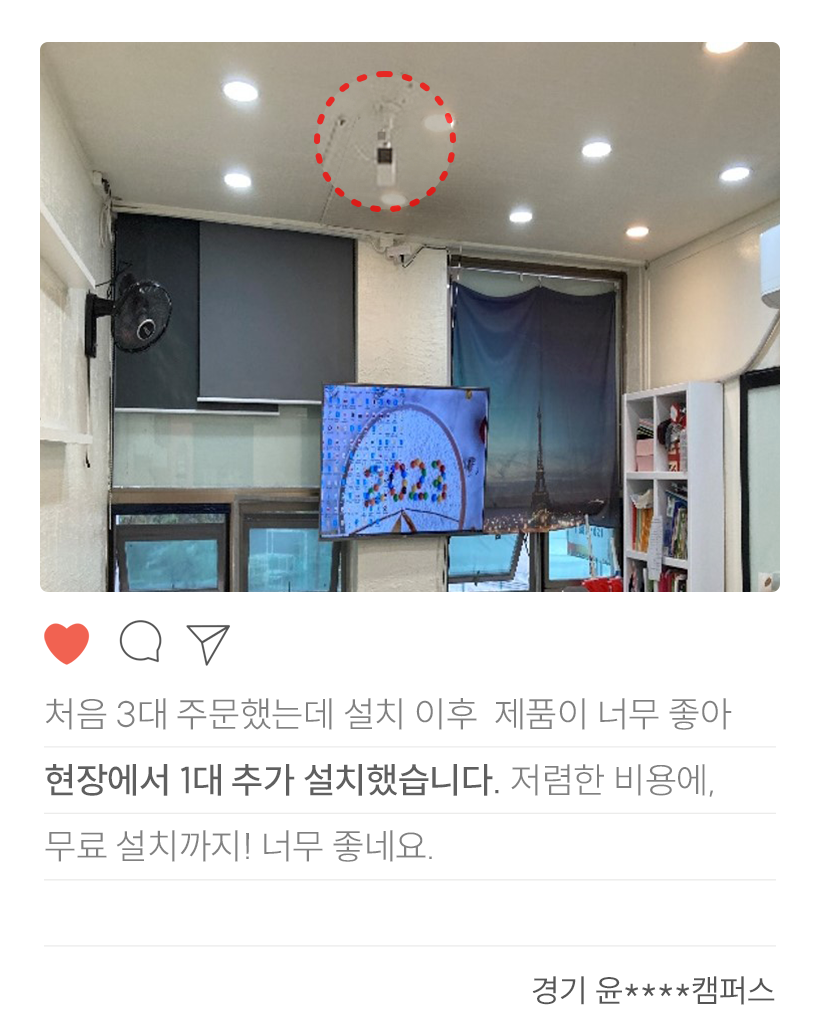 2023
처음 3대 주문했는데 설치 이후 제품이 너무 좋아
현장에서 1대 추가 설치했습니다. 저렴한 비용에,
무료 설치까지! 너무 좋네요.
경기 윤****캠퍼스